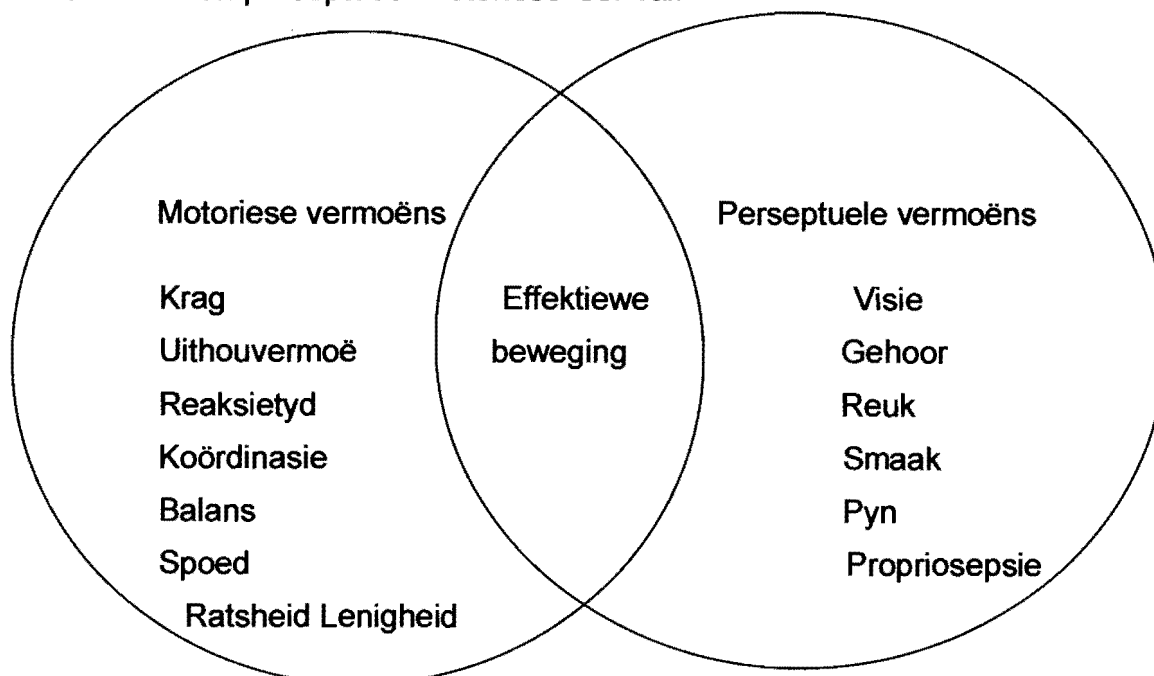 Motoriese vermoëns
Krag
Uithouvermoë
Reaksietyd
Koördinasie
Balans
Spoed
Ratsheid Lenigheid
Effektiewe
beweging
Perseptuele vermoëns
Visie
Gehoor
Reuk
Smaak
Pyn
Propriosepsie